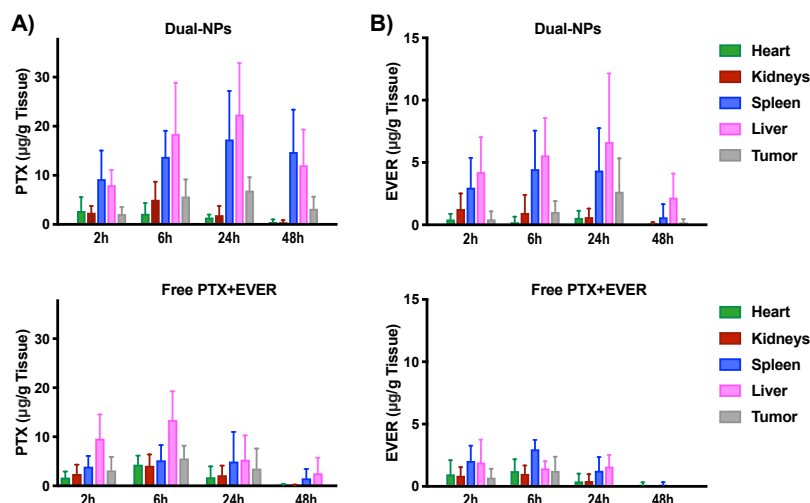 A)
Dual-NPs
PTX (µg/g Tissue)
30
20
10
0
2h 6h 24h 48h
B)
Dual-NPs
EVER (µg/g Tissue)
15
10
5
0
2h 6h 24h 48h
Heart
Kidneys
Spleen
Liver
Tumor
Free PTX+EVER
PTX (µg/g Tissue)
30
20
10
0
2h 6h 24h 48h
Free PTX+EVER
EVER (µg/g Tissue)
15
10
5
0
2h 6h 24h 48h
Heart
Kidneys
Spleen
Liver
Tumor